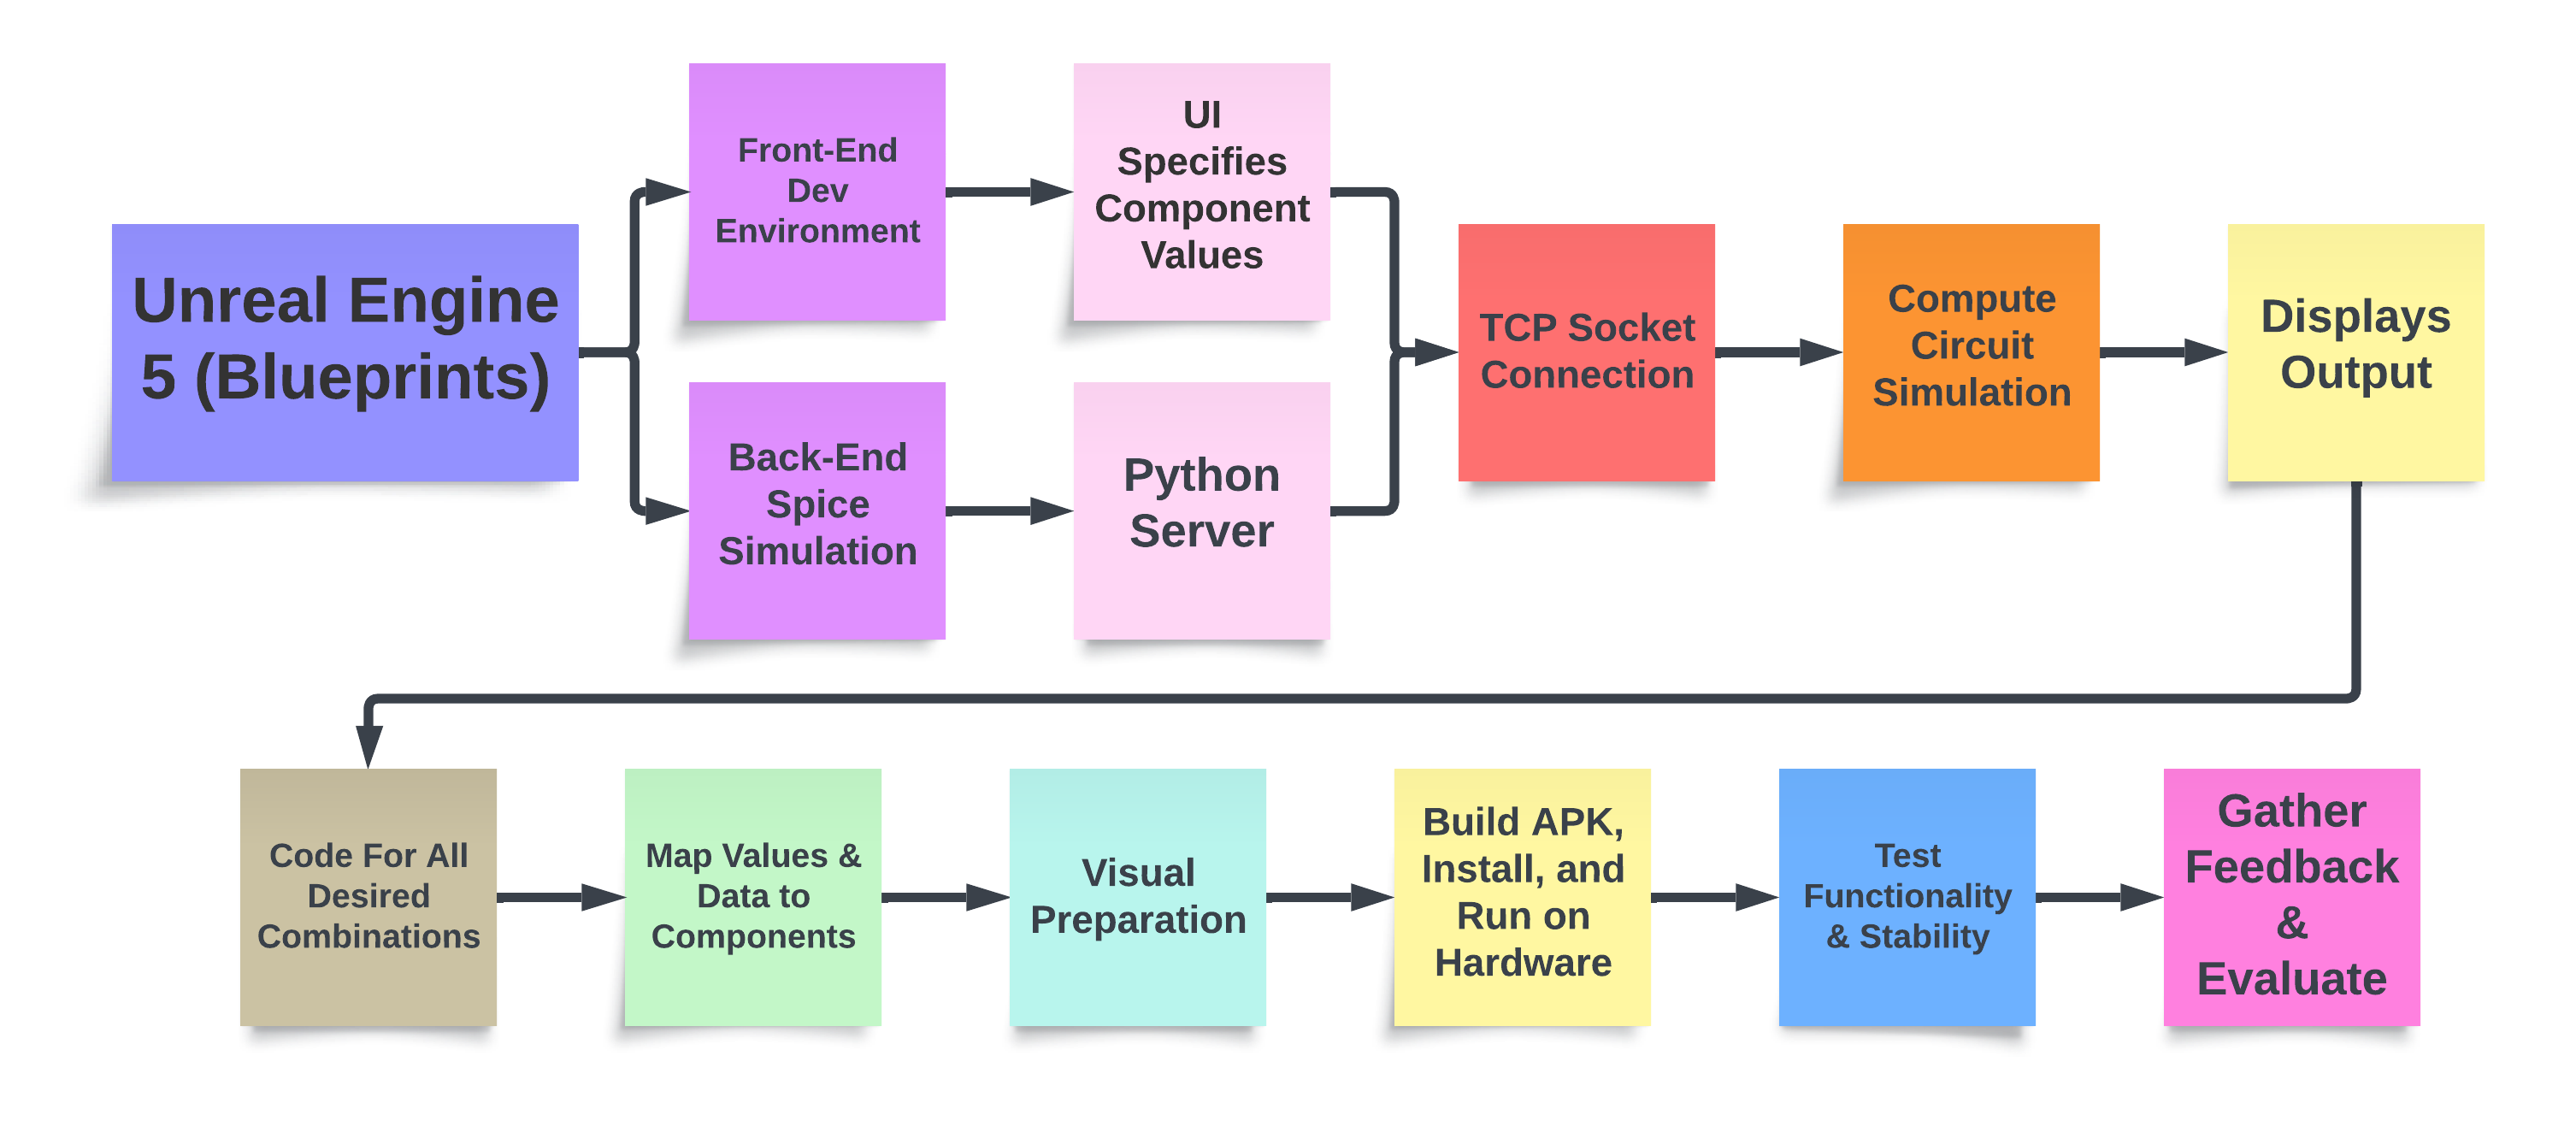 Unreal Engine
5 (Blueprints)
Front-End
Dev
Environment
UI
Specifies
Component
Values
Back-End
Spice
Simulation
Python
Server
TCP Socket
Connection
Compute
Circuit
Simulation
Displays
Output
Code For All
Desired
Combinations
Map Values &
Data to
Components
Visual
Preparation
Build APK,
Install, and
Run on
Hardware
Test
Functionality
& Stability
Gather
Feedback
&
Evaluate